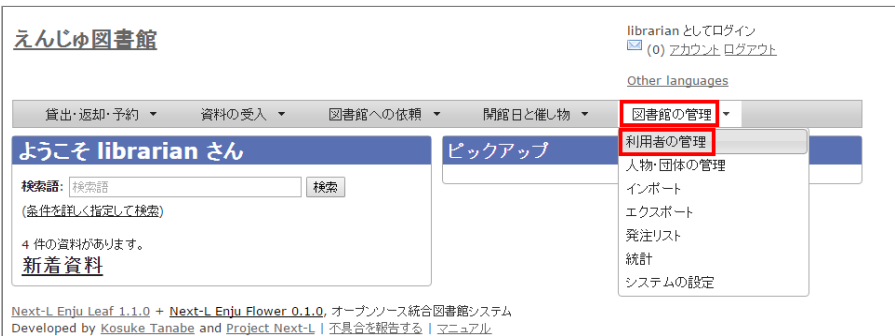 えんじゅ図書館
librarian としてログイン
(0) アカウント ログアウト
Other languages
貸出・返却・予約 ▼ 資料の受入 ▼ 図書館への依頼 ▼ 開館日と催し物 ▼ 図書館の管理 ▼
ようこそ librarian さん
ピックアップ
利用者の管理
人物・団体の管理
インポート
エクスポート
発注リスト
統計
システムの設定
検索語: 検索語 検索
(条件を詳しく指定して検索)
4 件の資料があります。
新着資料
Next-L Enju Leaf 1.1.0 + Next-L Enju Flower 0.1.0, オープンソース統合図書館システム
Developed by Kosuke Tanabe and Project Next-L | 不具合を報告する | マニュアル